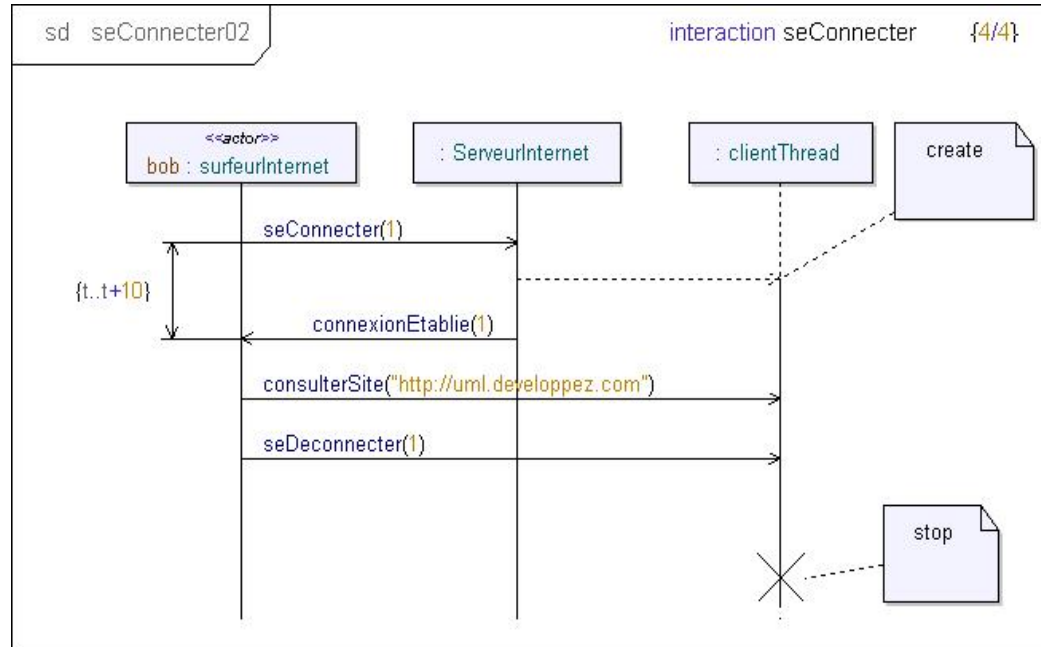 sd seConnecter02
interaction seConnecter {4/4}
<<actor>>
bob : surfeurInternet
: ServeurInternet
: clientThread
create
seConnecter(1)
{t..t+10}
connexionEtablie(1)
consulterSite("http://uml.developpez.com")
seDeconnecter(1)
stop